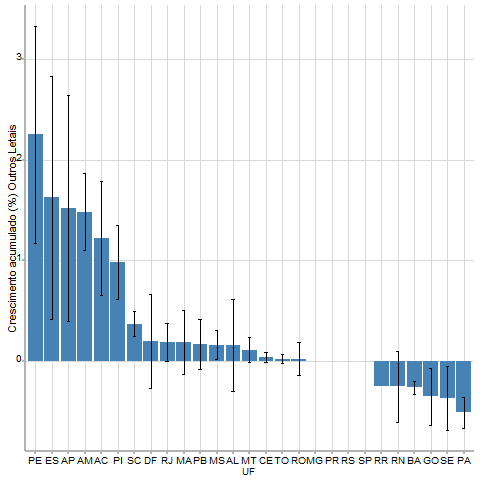 Crescimento acumulado (%) Outros Letais
3
2
1
0
PE ES AP AM AC PI SC DF RJ MA PB MS AL MT CE TO RO MG PR RS SP RR RN BA GO SE PA
UF